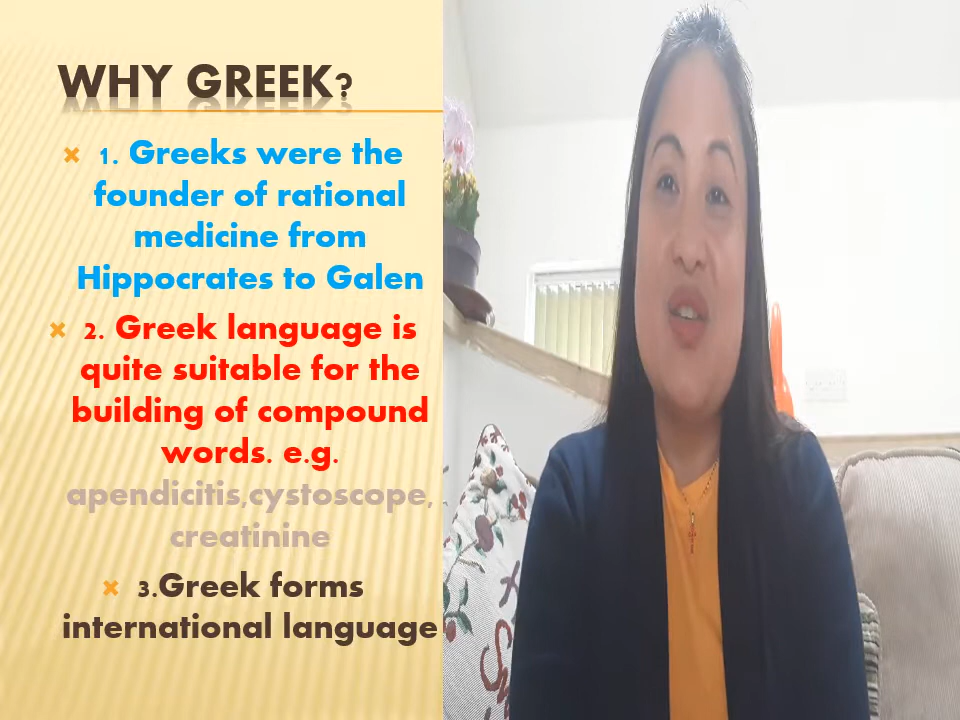 WHY GREEK?
1. Greeks were the
founder of rational
medicine from
Hippocrates to Galen
2. Greek language is
quite suitable for the
building of compound
words. e.g.
apendicitis,cystoscope,
creatinine
3.Greek forms
international language